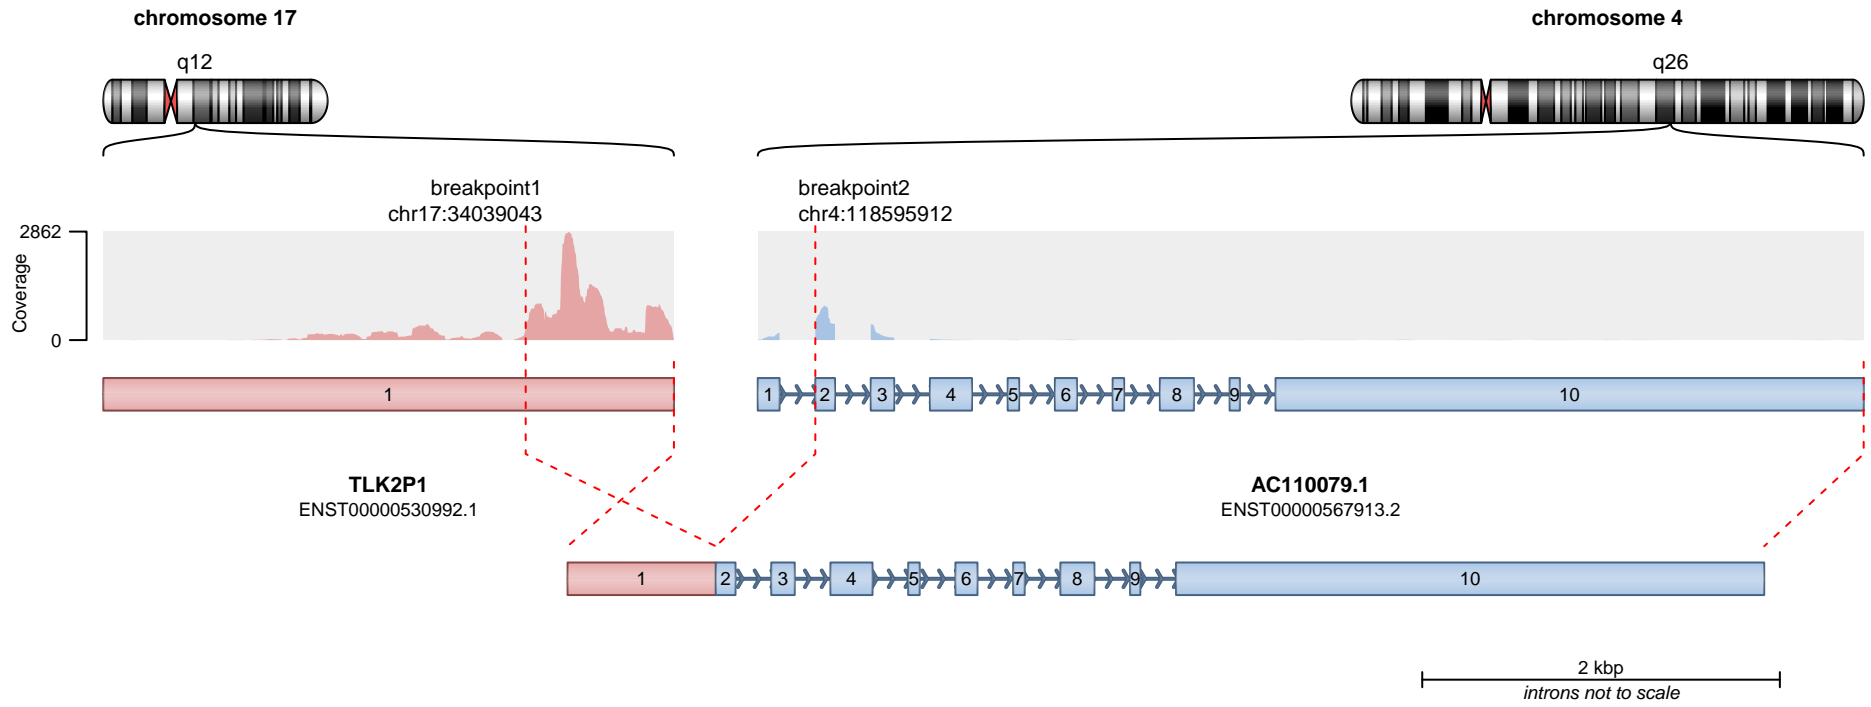 chromosome 17
chromosome 4
q12
q26
breakpoint1
chr17:34039043
breakpoint2
chr4:118595912
2862
Coverage
0
1
1 2 3 4 5 6 7 8 9 10
TLK2P1
ENST00000530992.1
AC110079.1
ENST00000567913.2
1 2 3 4 5 6 7 8 9 10
2 kbp
introns not to scale